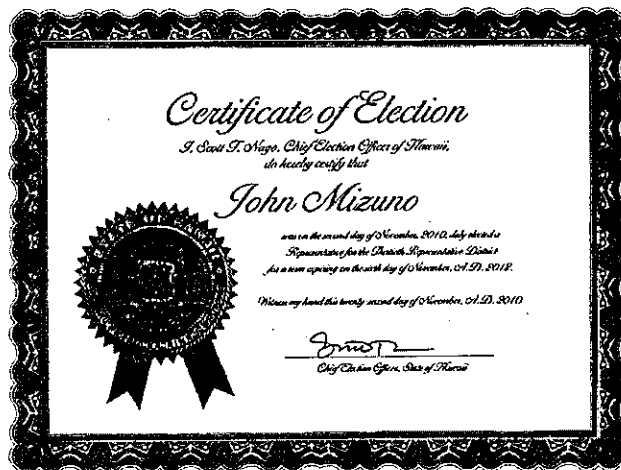 Certificate of Election
I, Scott T. Nago, Chief Election Officer of Hawaii,
do hereby certify that
John Mizuno
was on the second day of November, 2010, duly elected a
Representative for the Thirtieth Representative District
for a term expiring on the sixth day of November, A.D. 2012.
Witness my hand this twenty-second day of November, A.D. 2010
Chief Election Officer, State of Hawaii